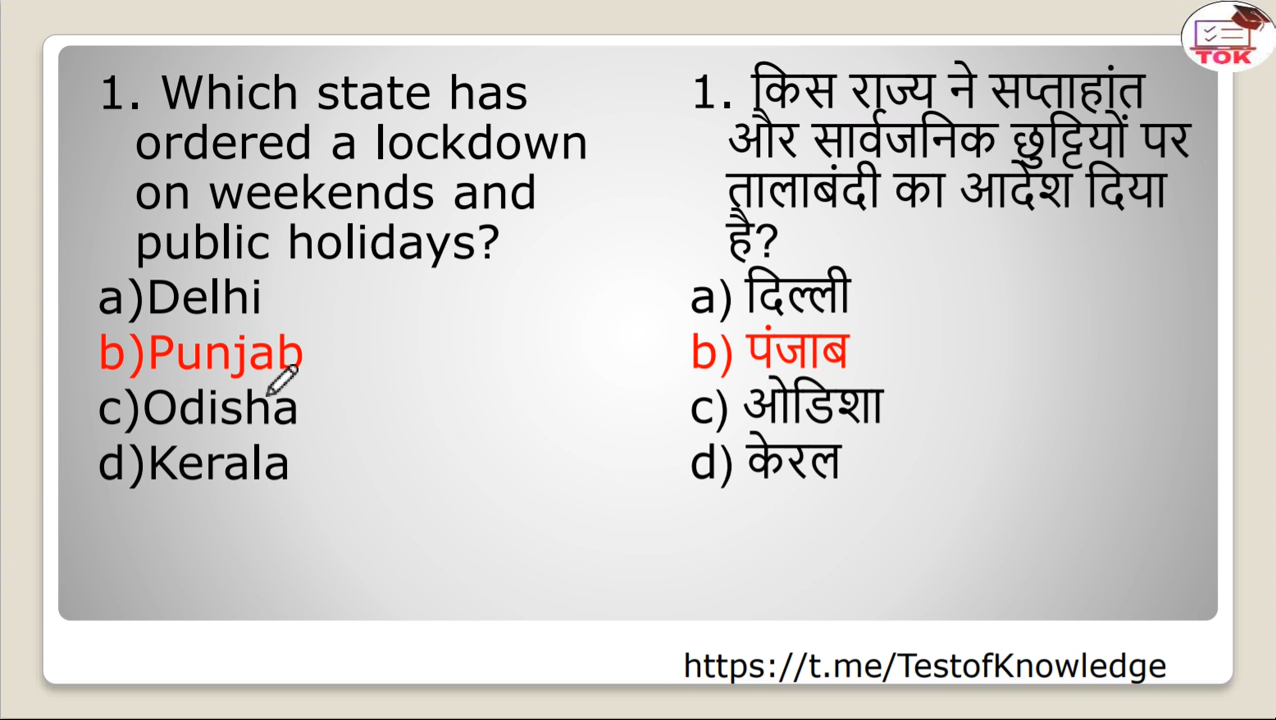 1. Which state has
ordered a lockdown
on weekends and
public holidays?
a)Delhi
b)Punjab
c)Odisha
d)Kerala
1. किस राज्य ने सप्ताहांत
और सार्वजनिक छुट्टियों पर
तालाबंदी का आदेश दिया
है?
a) दिल्ली
b) पंजाब
c) ओडिशा
d) केरल
https://t.me/TestofKnowledge
TOK